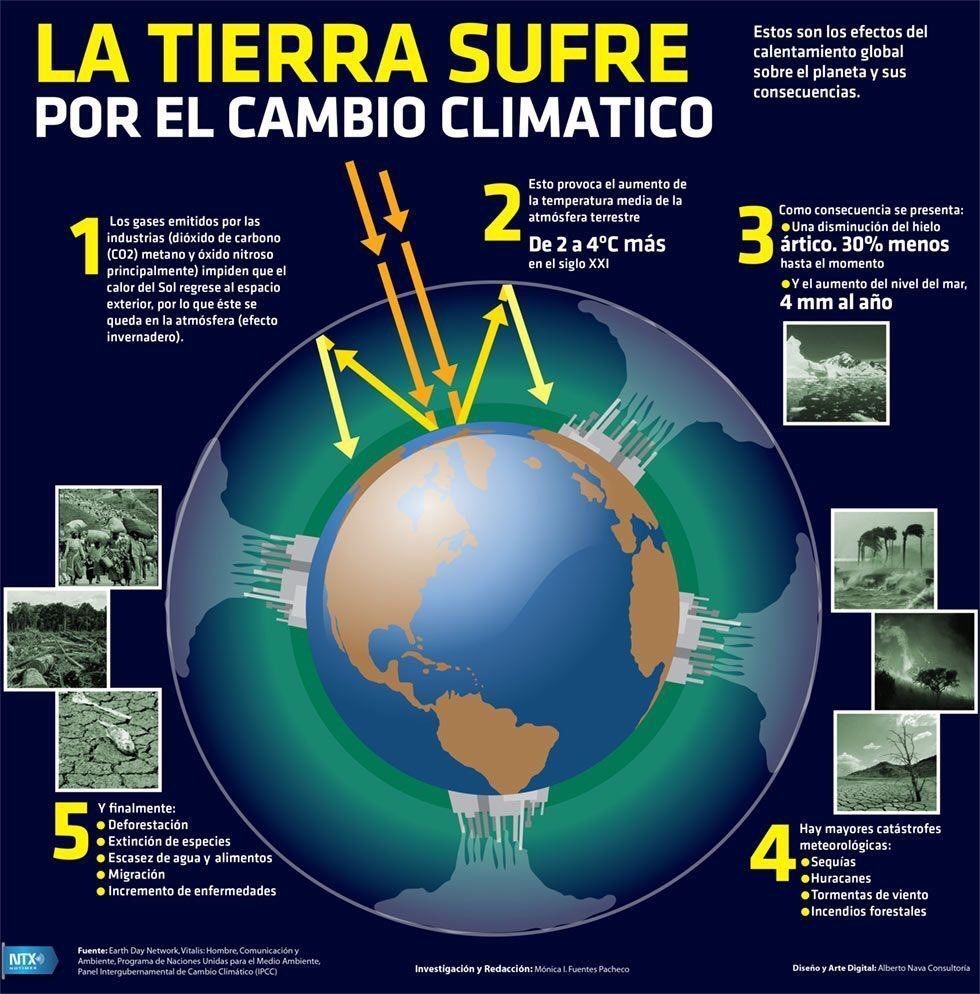 LA TIERRA SUFRE
POR EL CAMBIO CLIMATICO
Estos son los efectos del
calentamiento global
sobre el planeta y sus
consecuencias.
1
Los gases emitidos por las
industrias (dióxido de carbono
(CO2) metano y óxido nitroso
principalmente) impiden que el
calor del Sol regrese al espacio
exterior, por lo que éste se
queda en la atmósfera (efecto
invernadero).
2
Esto provoca el aumento de
la temperatura media de la
atmósfera terrestre
De 2 a 4°C más
en el siglo XXI
3
Como consecuencia se presenta:
Una disminución del hielo
ártico. 30% menos
hasta el momento
Y el aumento del nivel del mar,
4 mm al año
4
Hay mayores catástrofes
meteorológicas:
Sequías
Huracanes
Tormentas de viento
Incendios forestales
5
Y finalmente:
Deforestación
Extinción de especies
Escasez de agua y alimentos
Migración
Incremento de enfermedades
NTX
NOTIMEX
Fuente: Earth Day Network, Vitalis: Hombre, Comunicación y
Ambiente, Programa de Naciones Unidas para el Medio Ambiente,
Panel Intergubernamental de Cambio Climático (IPCC)
Investigación y Redacción: Mónica I. Fuentes Pacheco
Diseño y Arte Digital: Alberto Nava Consultoría